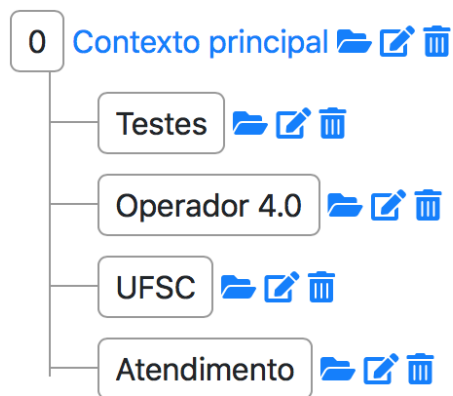 0 Contexto principal
Testes
Operador 4.0
UFSC
Atendimento